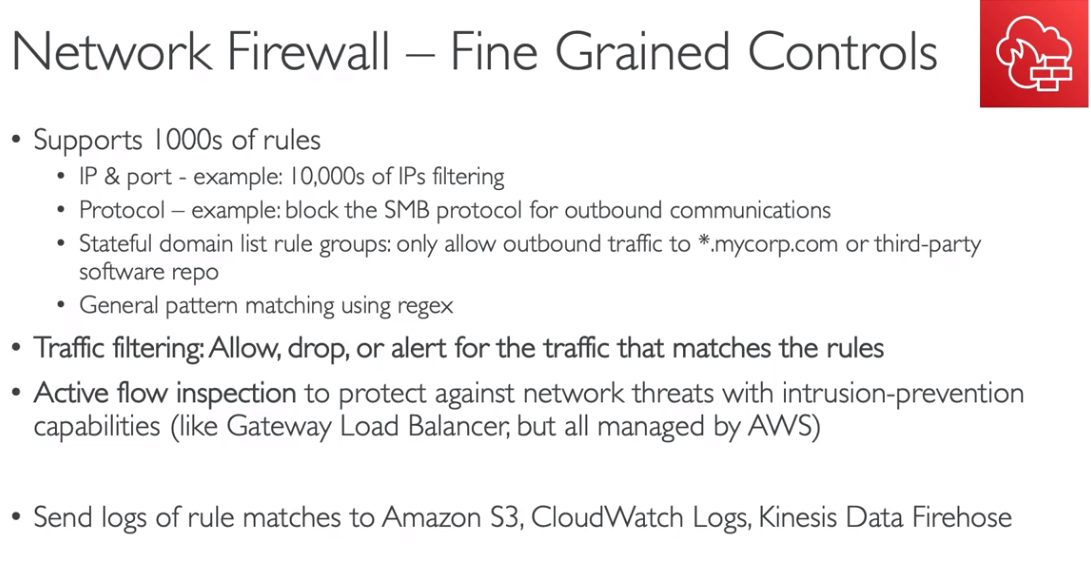 Network Firewall – Fine Grained Controls
• Supports 1000s of rules
• IP & port - example: 10,000s of IPs filtering
• Protocol – example: block the SMB protocol for outbound communications
• Stateful domain list rule groups: only allow outbound traffic to *.mycorp.com or third-party
software repo
• General pattern matching using regex
• Traffic filtering: Allow, drop, or alert for the traffic that matches the rules
• Active flow inspection to protect against network threats with intrusion-prevention
capabilities (like Gateway Load Balancer, but all managed by AWS)
• Send logs of rule matches to Amazon S3, CloudWatch Logs, Kinesis Data Firehose